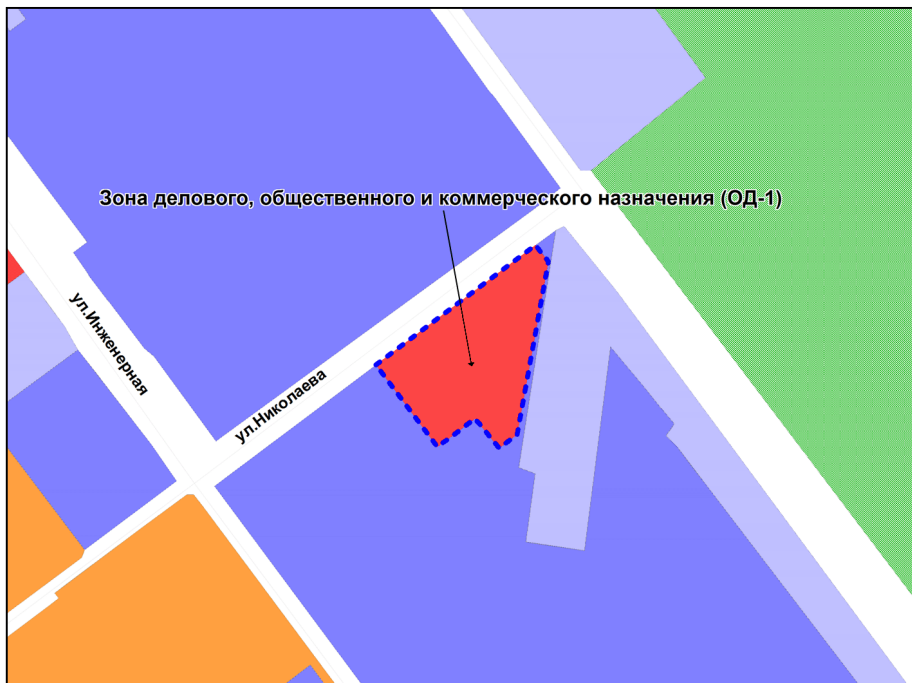 Зона делового, общественного и коммерческого назначения (ОД-1)
ул.Инженерная
ул.Николаева